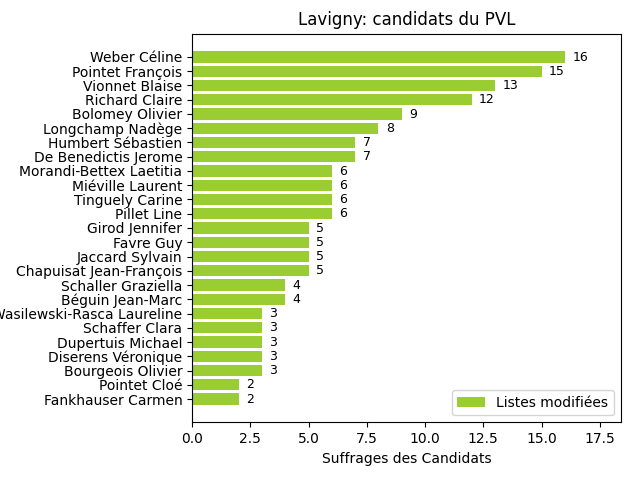 Lavigny: candidats du PVL
Weber Céline 16
Pointet François 15
Vionnet Blaise 13
Richard Claire 12
Bolomey Olivier 9
Longchamp Nadège 8
Humbert Sébastien 7
De Benedictis Jerome 7
Morandi-Bettex Laetitia 6
Miéville Laurent 6
Tinguely Carine 6
Pillet Line 6
Girod Jennifer 5
Favre Guy 5
Jaccard Sylvain 5
Chapuisat Jean-François 5
Schaller Graziella 4
Béguin Jean-Marc 4
Wasilewski-Rasca Laureline 3
Schaffer Clara 3
Dupertuis Michael 3
Diserens Véronique 3
Bourgeois Olivier 3
Pointet Cloé 2
Fankhauser Carmen 2
Listes modifiées
0.0 2.5 5.0 7.5 10.0 12.5 15.0 17.5
Suffrages des Candidats